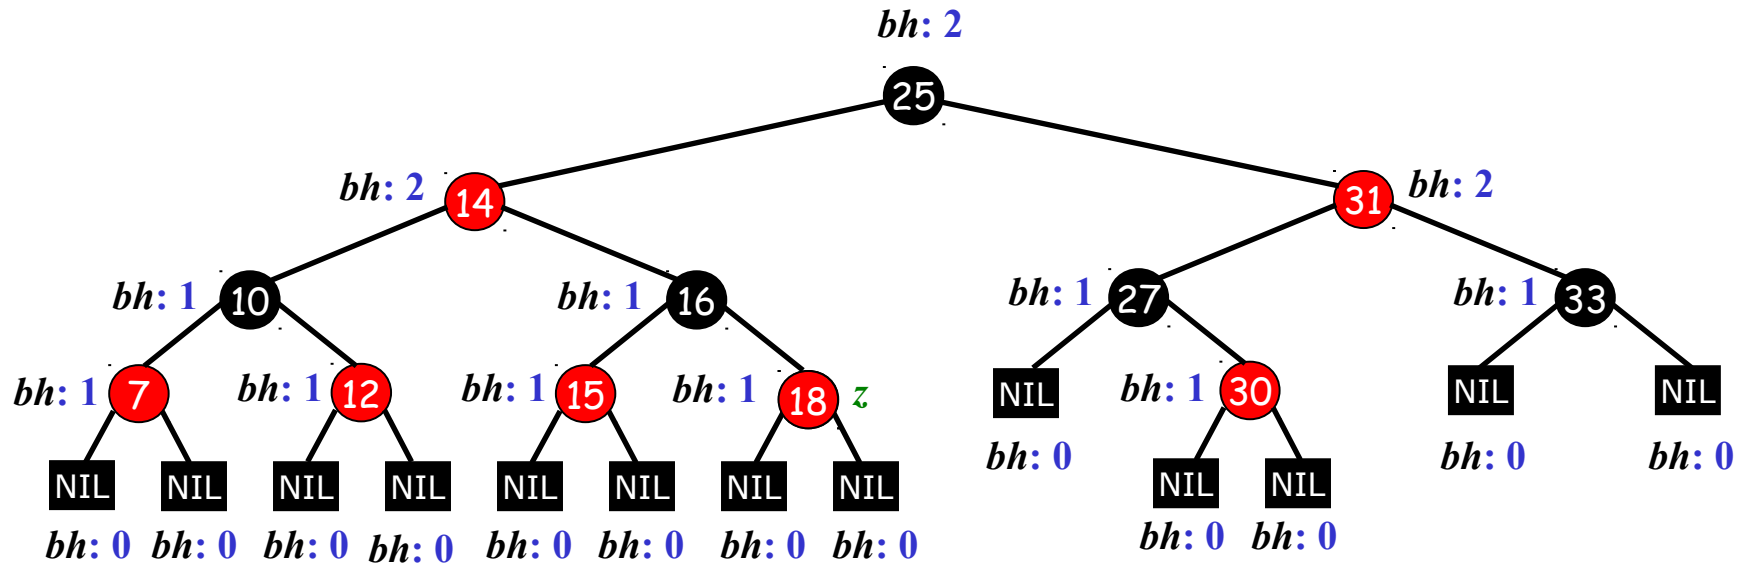 bh: 2
25
bh: 2 14 31 bh: 2
bh: 1 10 bh: 1 16 bh: 1 27 bh: 1 33
bh: 1 7 bh: 1 12 bh: 1 15 bh: 1 18 z NIL bh: 1 30 NIL NIL
bh: 0 bh: 0 bh: 0
NIL NIL NIL NIL NIL NIL NIL NIL NIL NIL
bh: 0 bh: 0 bh: 0 bh: 0 bh: 0 bh: 0 bh: 0 bh: 0 bh: 0 bh: 0